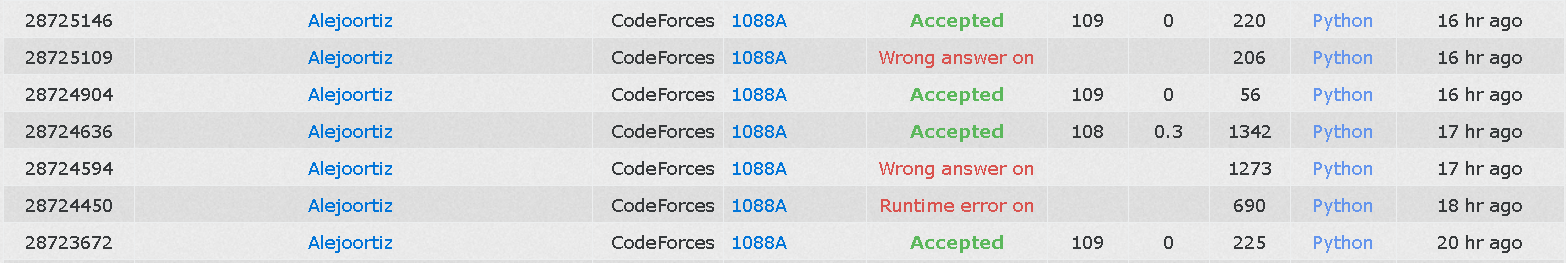 28725146 Alejoortiz CodeForces 1088A Accepted 109 0 220 Python 16 hr ago
28725109 Alejoortiz CodeForces 1088A Wrong answer on 206 Python 16 hr ago
28724904 Alejoortiz CodeForces 1088A Accepted 109 0 56 Python 16 hr ago
28724636 Alejoortiz CodeForces 1088A Accepted 108 0.3 1342 Python 17 hr ago
28724594 Alejoortiz CodeForces 1088A Wrong answer on 1273 Python 17 hr ago
28724450 Alejoortiz CodeForces 1088A Runtime error on 690 Python 18 hr ago
28723672 Alejoortiz CodeForces 1088A Accepted 109 0 225 Python 20 hr ago